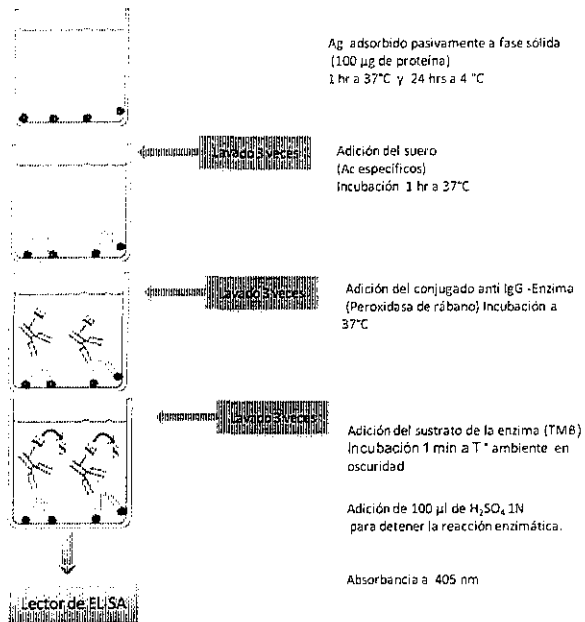 Ag adsorbido pasivamente a fase sólida
(100 µg de proteína)
1 hr a 37°C y 24 hrs a 4 °C
Lavado 3 veces
Adición del suero
(Ac específicos)
Incubación 1 hr a 37°C
Lavado 3 veces
Adición del conjugado anti IgG -Enzima
(Peroxidasa de rábano) Incubación a
37°C
E E
Lavado 3 veces
Adición del sustrato de la enzima (TMB)
Incubación 1 min a T° ambiente en
oscuridad
E S E S
Adición de 100 µl de H₂SO₄ 1N
para detener la reacción enzimática.
Absorbancia a 405 nm
Lector de ELISA